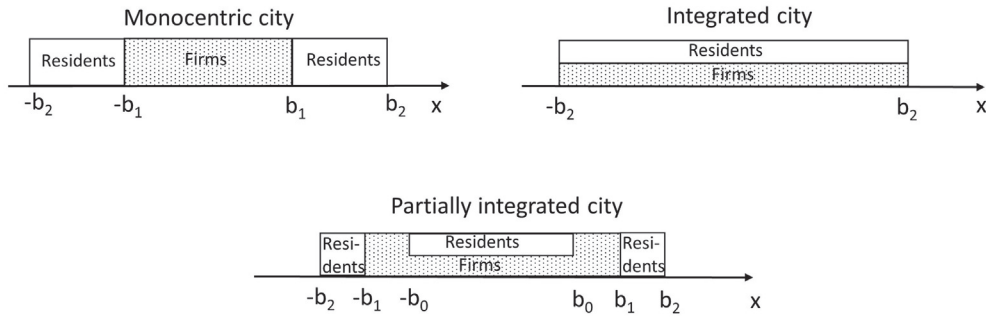 Monocentric city
Residents Firms Residents
-b₂ -b₁ b₁ b₂ x
Integrated city
Residents
Firms
-b₂ b₂ x
Partially integrated city
Resi- Residents Resi-
dents Firms dents
-b₂ -b₁ -b₀ b₀ b₁ b₂ x